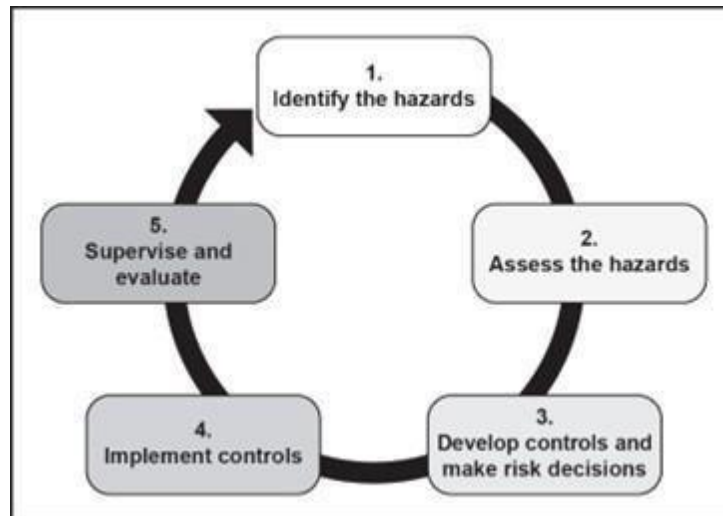 1.
Identify the hazards
2.
Assess the hazards
3.
Develop controls and
make risk decisions
4.
Implement controls
5.
Supervise and
evaluate